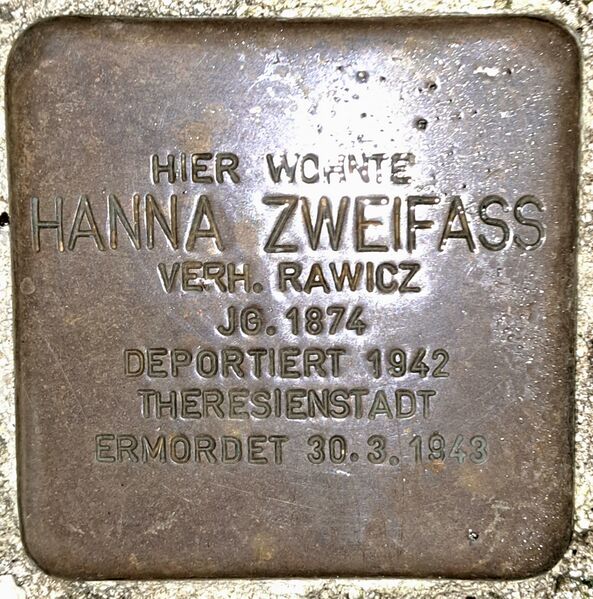 HIER WOHNTE
HANNA ZWEIFASS
VERH. RAWICZ
JG. 1874
DEPORTIERT 1942
THERESIENSTADT
ERMORDET 30.3.1943